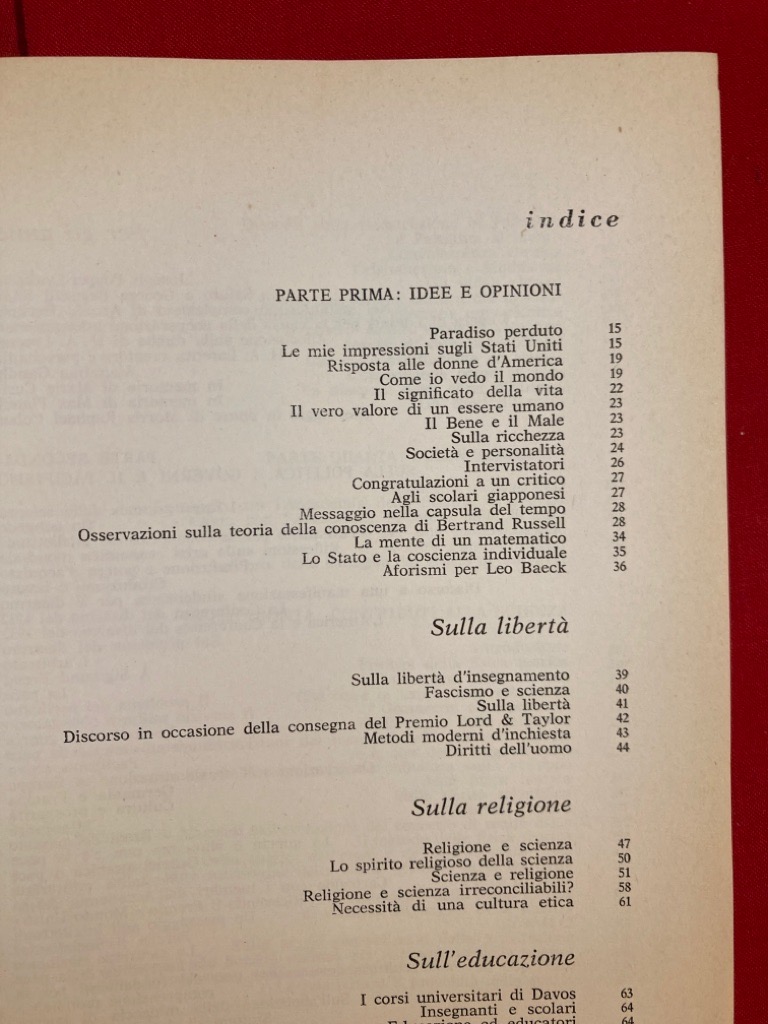 indice
PARTE PRIMA: IDEE E OPINIONI
Paradiso perduto 15
Le mie impressioni sugli Stati Uniti 15
Risposta alle donne d'America 19
Come io vedo il mondo 19
Il significato della vita 22
Il vero valore di un essere umano 23
Il Bene e il Male 23
Sulla ricchezza 23
Società e personalità 24
Intervistatori 26
Congratulazioni a un critico 27
Agli scolari giapponesi 27
Messaggio nella capsula del tempo 28
Osservazioni sulla teoria della conoscenza di Bertrand Russell 28
La mente di un matematico 34
Lo Stato e la coscienza individuale 35
Aforismi per Leo Baeck 36
Sulla libertà
Sulla libertà d'insegnamento 39
Fascismo e scienza 40
Sulla libertà 41
Discorso in occasione della consegna del Premio Lord & Taylor 42
Metodi moderni d'inchiesta 43
Diritti dell'uomo 44
Sulla religione
Religione e scienza 47
Lo spirito religioso della scienza 50
Scienza e religione 51
Religione e scienza irreconciliabili? 58
Necessità di una cultura etica 61
Sull'educazione
I corsi universitari di Davos 63
Insegnanti e scolari 64
Educazione ed educatori 64